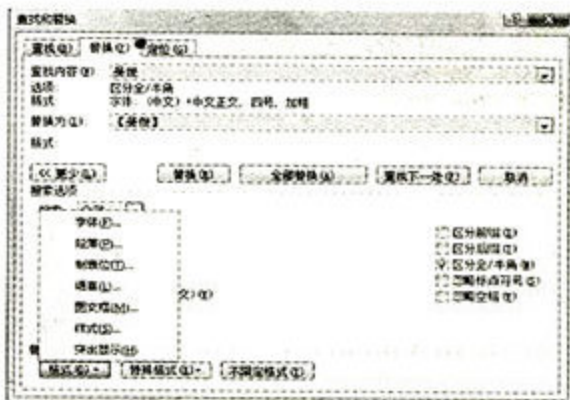 查找和替换
查找(D) 替换(P) 定位(G)
查找内容(N):
选项: 区分全/半角
格式: 字体: (中文) +中文正文, 四号, 加粗
替换为(I):
格式:
<< 更少(L) 替换(R) 全部替换(A) 查找下一处(F) 取消
搜索选项
字体(F)...
段落(P)...
制表位(T)...
语言(L)...
图文框(M)...
样式(S)...
突出显示(H)
区分前缀(X)
区分后缀(T)
区分全/半角(M)
忽略标点符号(S)
忽略空格(W)
文)(K)
替
格式(O) 特殊格式(E) 不限定格式(T)